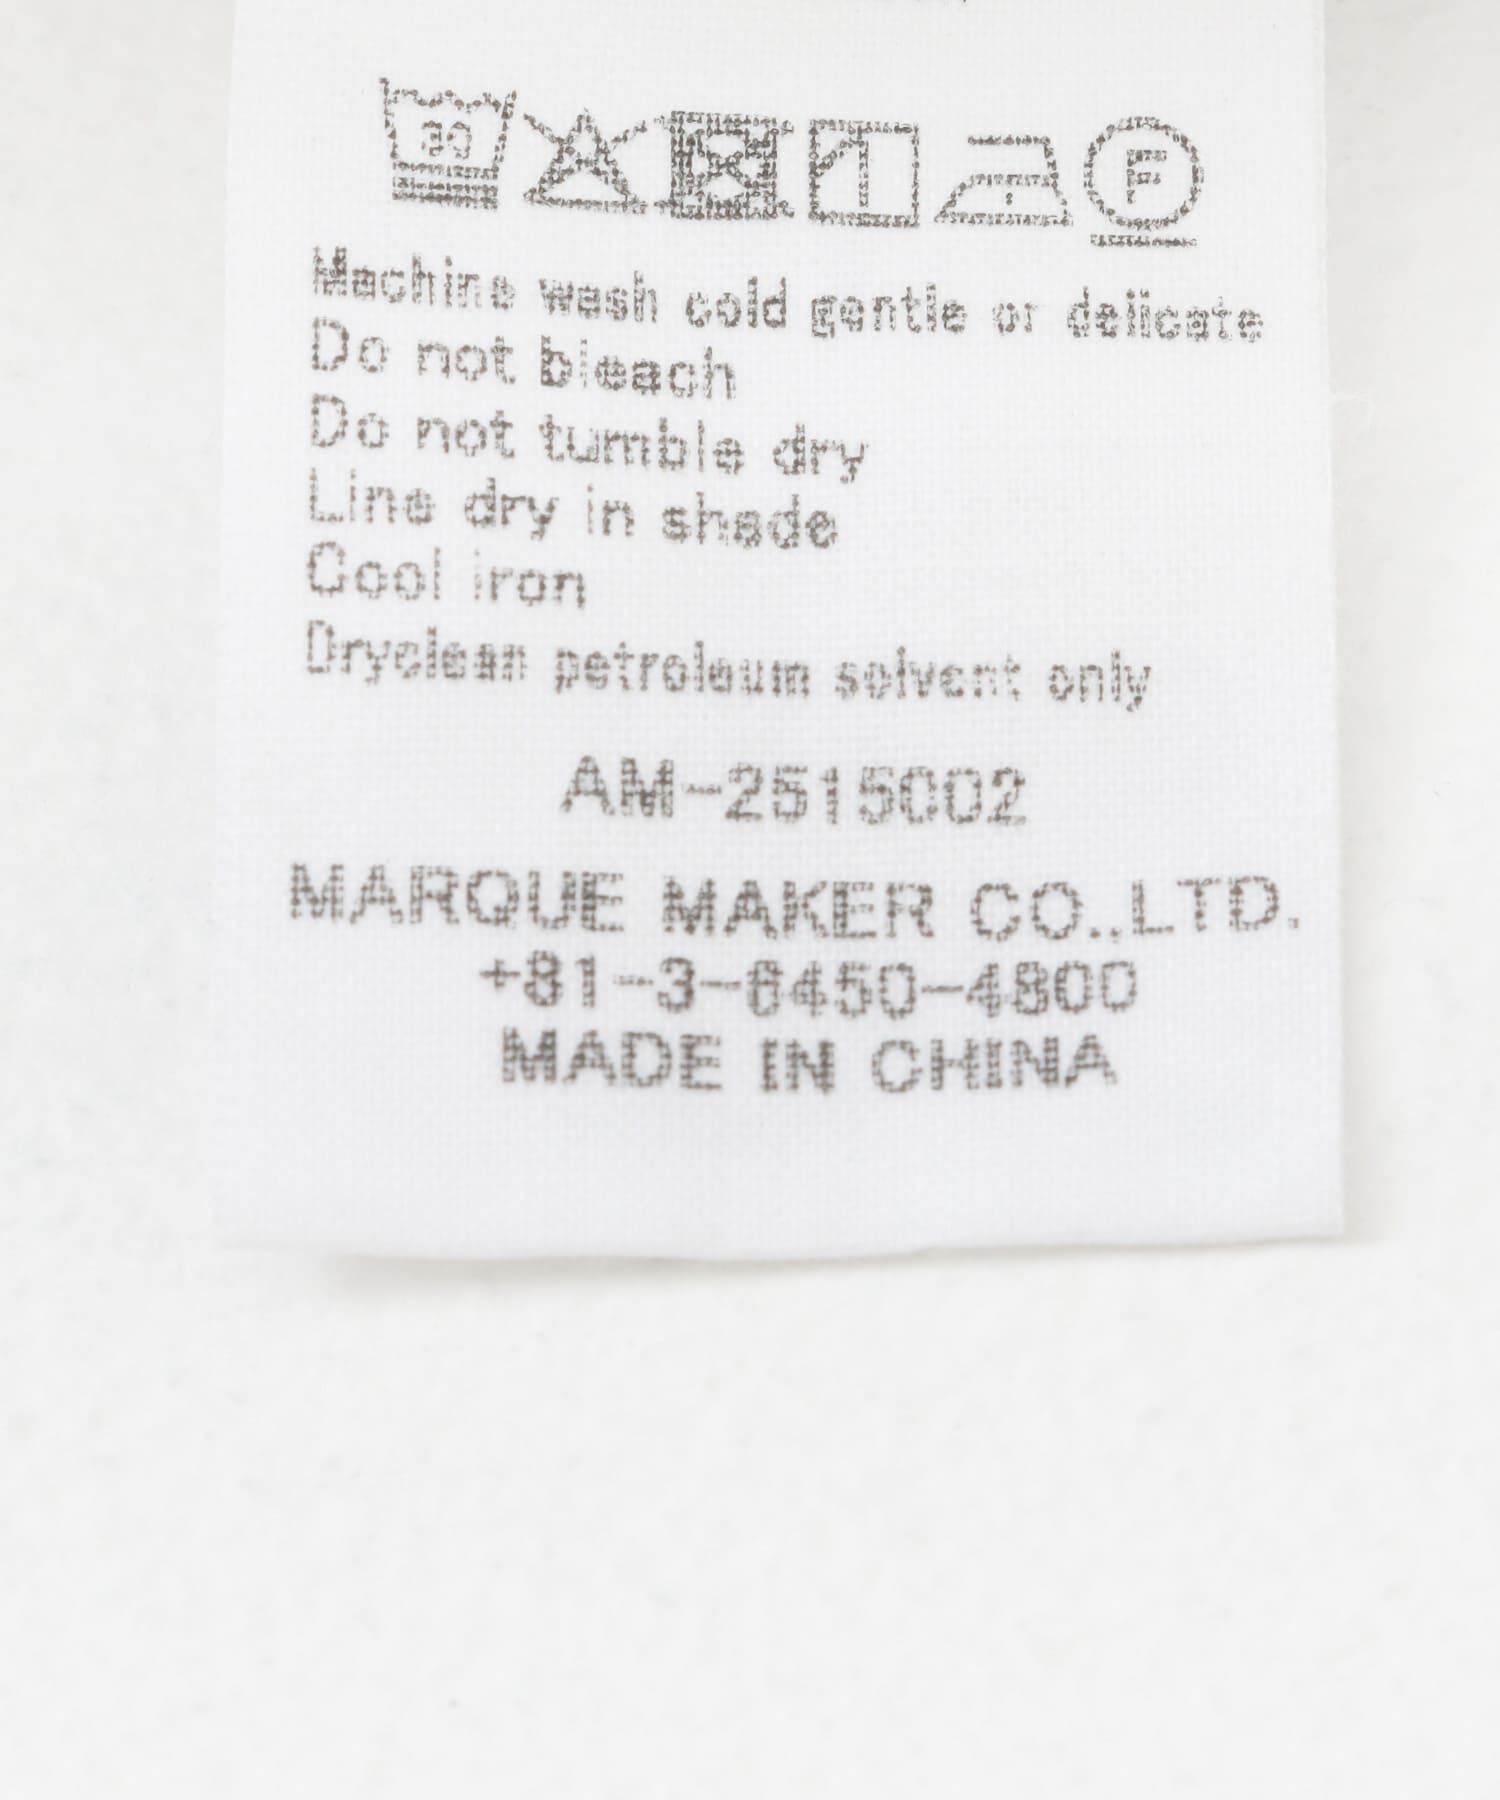 30 F
Machine wash cold gentle or delicate
Do not bleach
Do not tumble dry
Line dry in shade
Cool iron
Dryclean petroleum solvent only
AM-2515002
MARQUE MAKER CO.,LTD.
+81-3-6450-4800
MADE IN CHINA